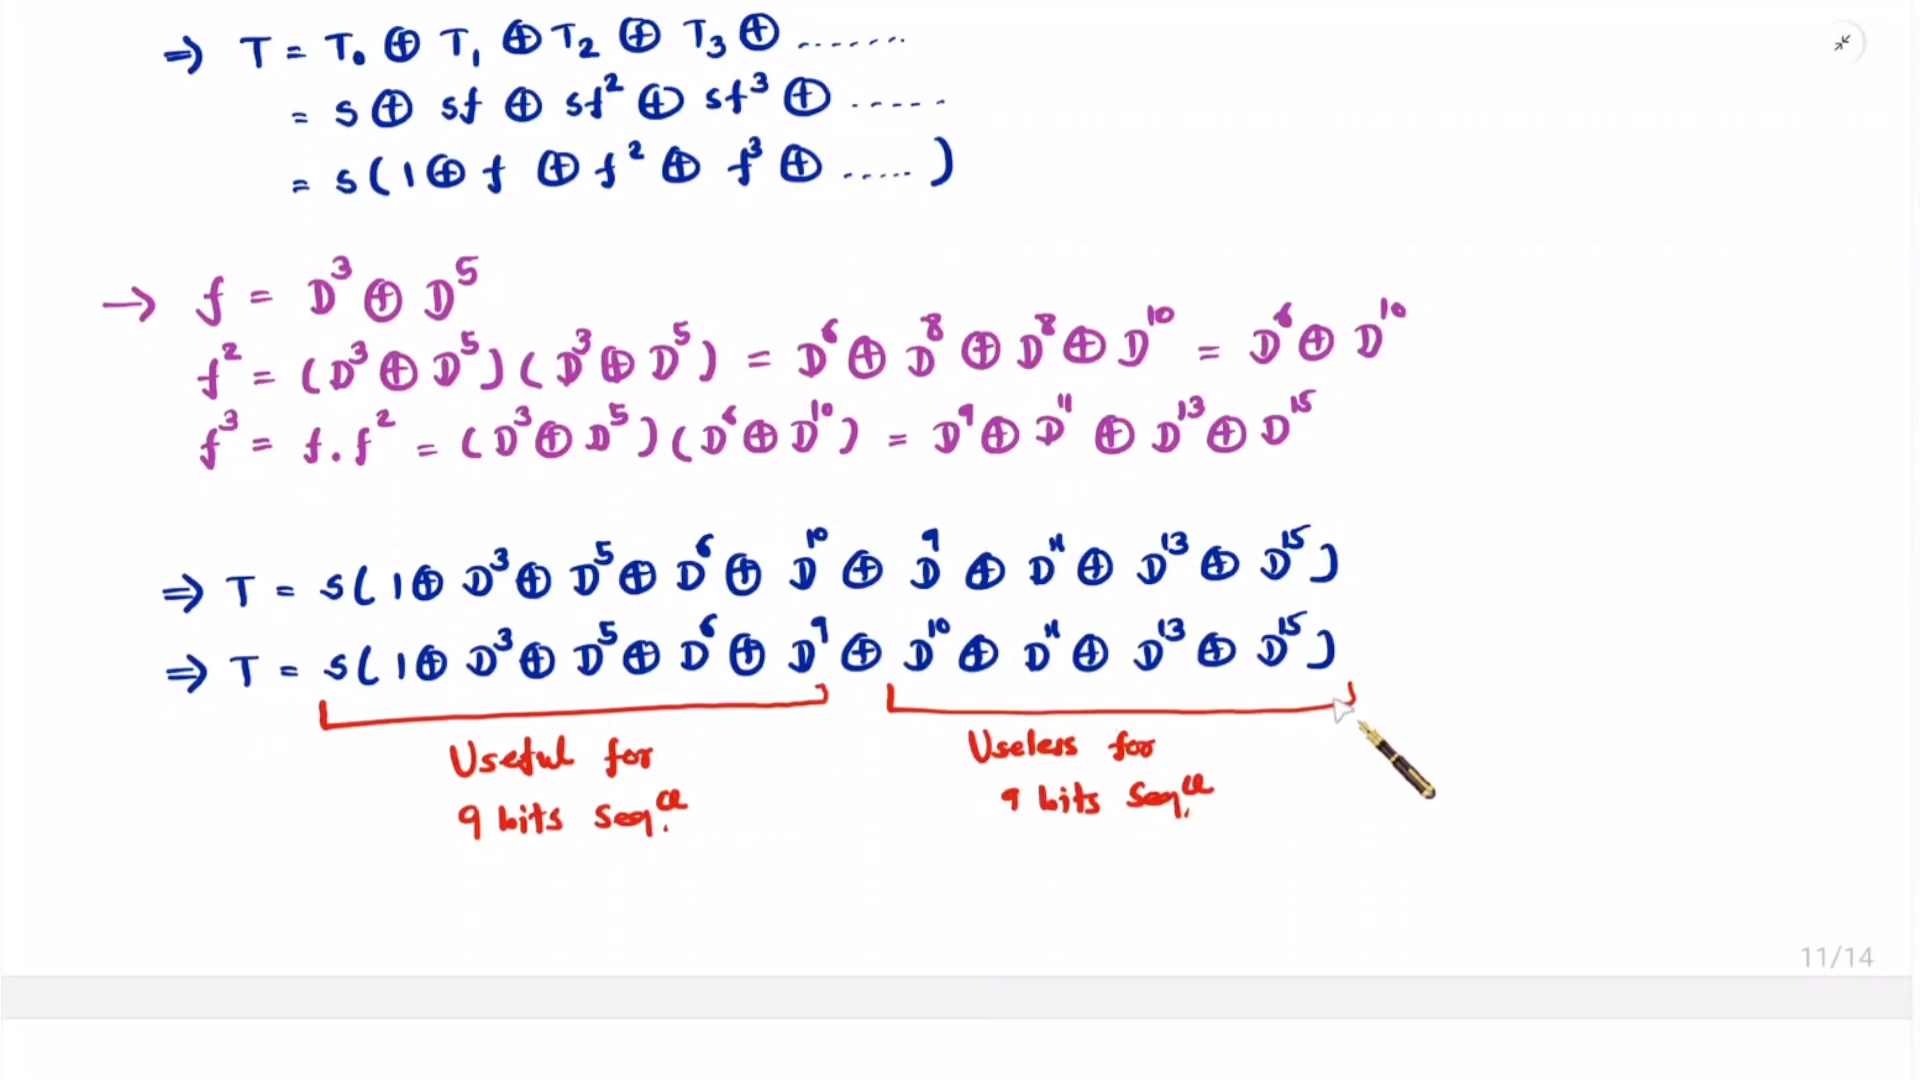 ⇒ T = T₀ ⊕ T₁ ⊕ T₂ ⊕ T₃ ⊕ .......
= S ⊕ Sf ⊕ Sf² ⊕ Sf³ ⊕ .....
= S(1 ⊕ f ⊕ f² ⊕ f³ ⊕ .....)
→ f = D³ ⊕ D⁵
f² = (D³ ⊕ D⁵)(D³ ⊕ D⁵) = D⁶ ⊕ D⁸ ⊕ D⁸ ⊕ D¹⁰ = D⁶ ⊕ D¹⁰
f³ = f.f² = (D³ ⊕ D⁵)(D⁶ ⊕ D¹⁰) = D⁹ ⊕ D¹¹ ⊕ D¹³ ⊕ D¹⁵
⇒ T = S(1 ⊕ D³ ⊕ D⁵ ⊕ D⁶ ⊕ D¹⁰ ⊕ D⁹ ⊕ D¹¹ ⊕ D¹³ ⊕ D¹⁵)
⇒ T = S(1 ⊕ D³ ⊕ D⁵ ⊕ D⁶ ⊕ D⁹ ⊕ D¹⁰ ⊕ D¹¹ ⊕ D¹³ ⊕ D¹⁵)
Useful for
9 bits Seqᶜᵉ.
Useless for
9 bits Seqᶜᵉ.
11/14